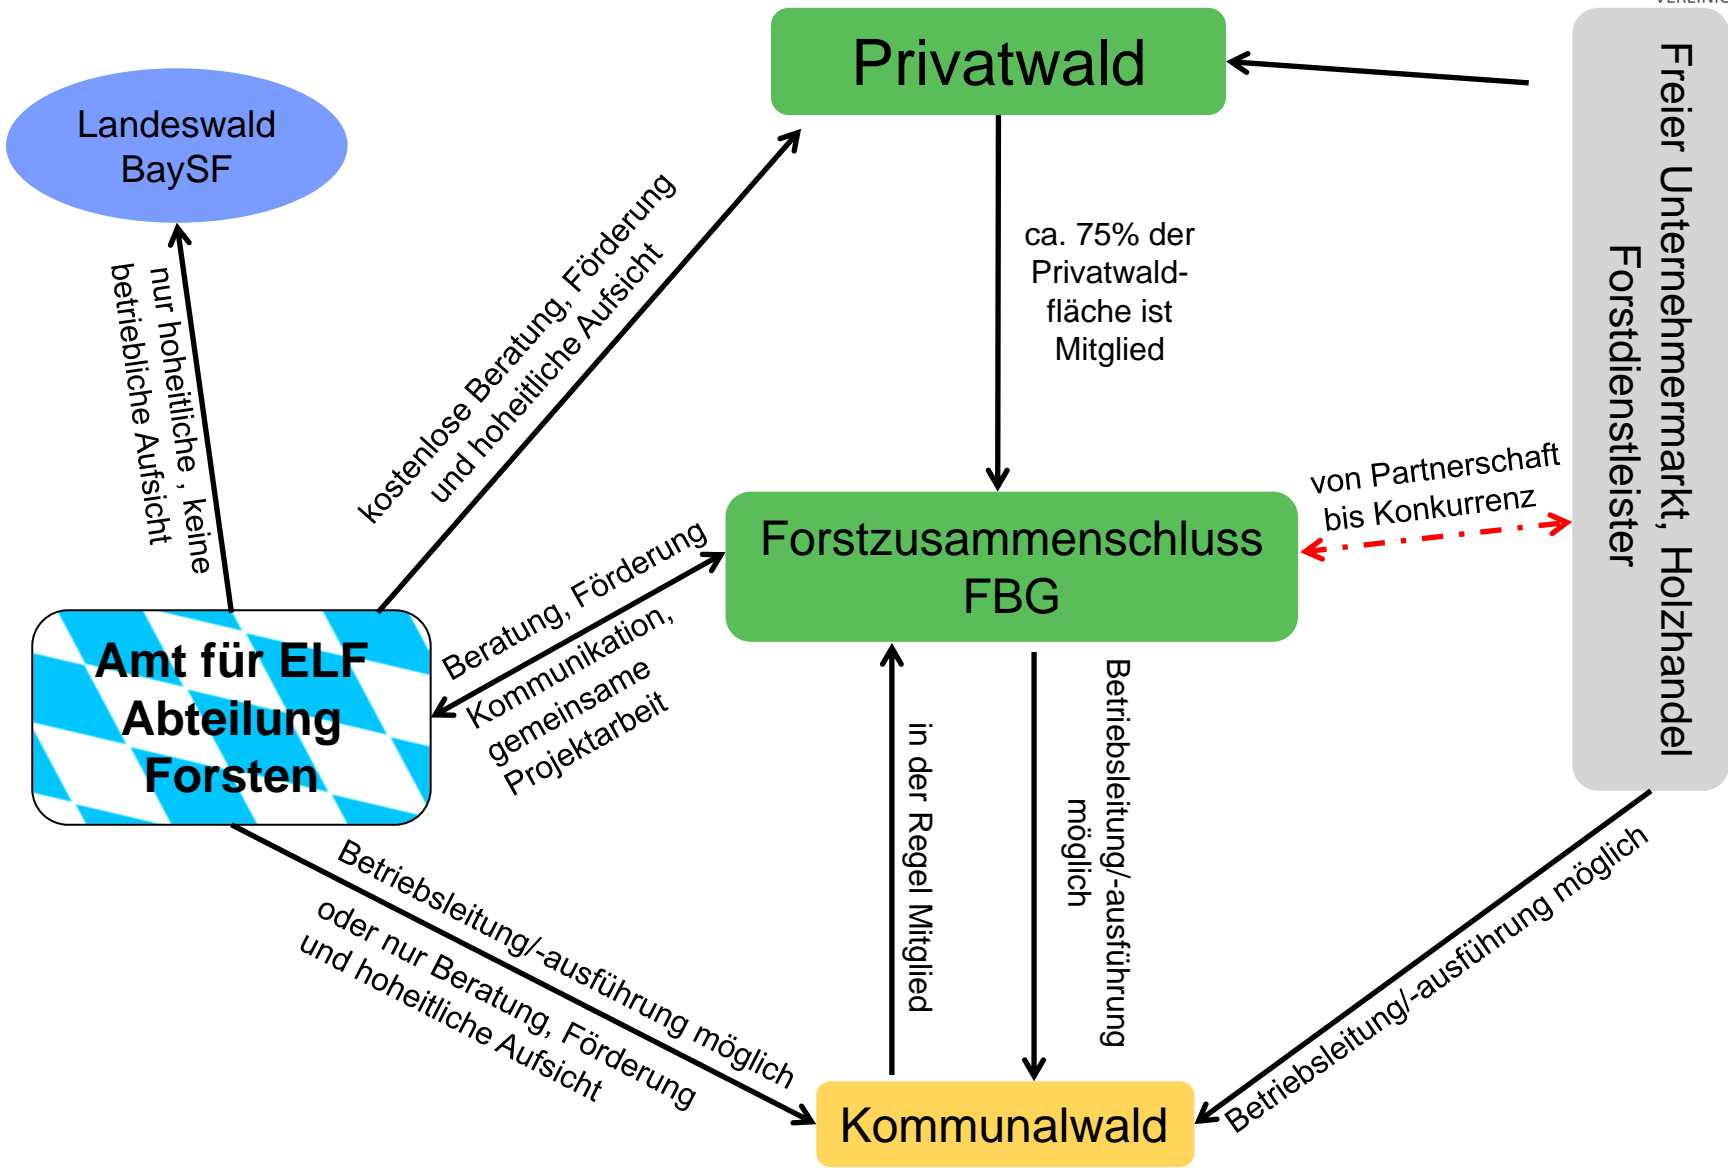 VEREINIG
Privatwald
Landeswald
BaySF
Freier Unternehmermarkt, Holzhandel
Forstdienstleister
nur hoheitliche , keine
betriebliche Aufsicht
kostenlose Beratung, Förderung
und hoheitliche Aufsicht
ca. 75% der
Privatwald-
fläche ist
Mitglied
von Partnerschaft
bis Konkurrenz
Forstzusammenschluss
FBG
Beratung, Förderung
Kommunikation,
gemeinsame
Projektarbeit
Amt für ELF
Abteilung
Forsten
in der Regel Mitglied
Betriebsleitung/-ausführung
möglich
Betriebsleitung/-ausführung möglich
oder nur Beratung, Förderung
und hoheitliche Aufsicht
Betriebsleitung/-ausführung möglich
Kommunalwald